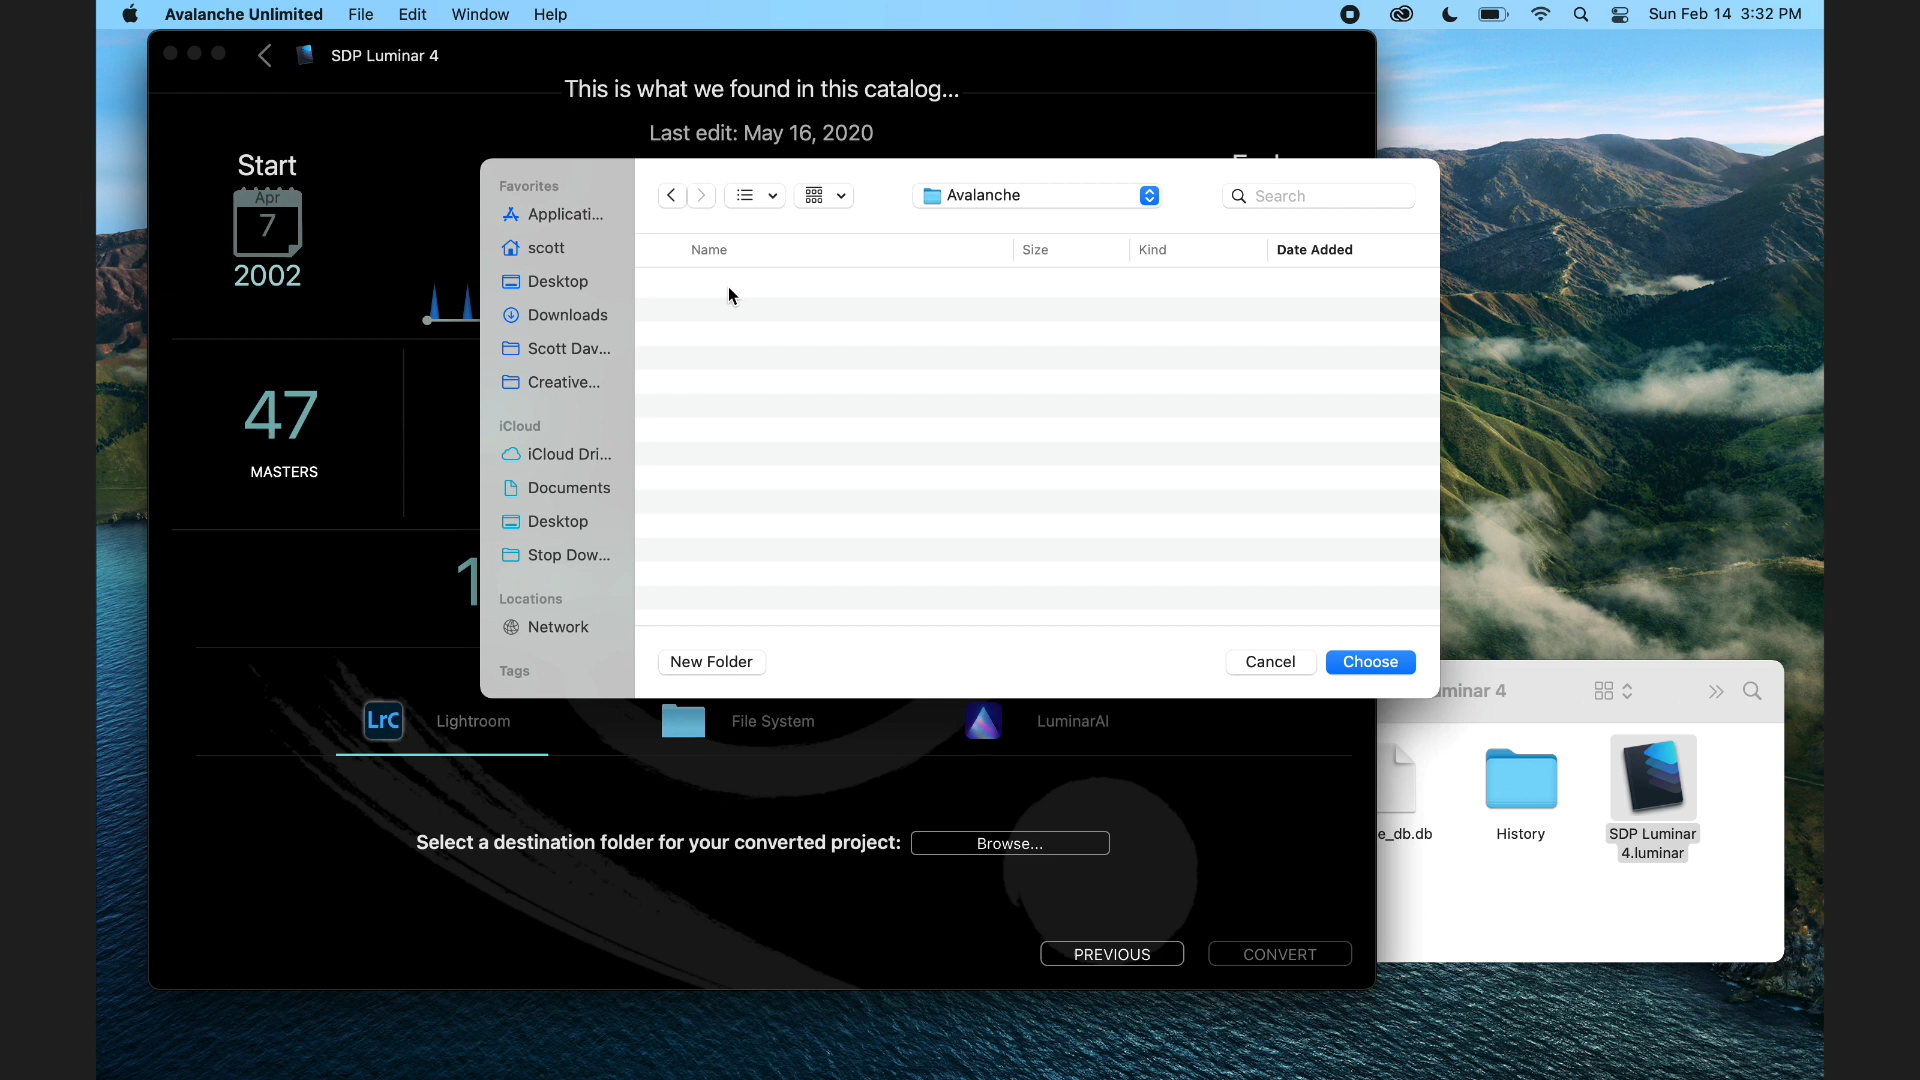 Avalanche Unlimited File Edit Window Help Sun Feb 14 3:32 PM
SDP Luminar 4
This is what we found in this catalog...
Last edit: May 16, 2020
Start
Apr
7
2002
47
MASTERS
1
Favorites
Applicati...
scott
Desktop
Downloads
Scott Dav...
Creative...
iCloud
iCloud Dri...
Documents
Desktop
Stop Dow...
Locations
Network
Tags
Avalanche
Search
Name Size Kind Date Added
New Folder Cancel Choose
LrC Lightroom File System LuminarAI
Select a destination folder for your converted project: Browse...
PREVIOUS CONVERT
minar 4
e_db.db
History
SDP Luminar
4.luminar